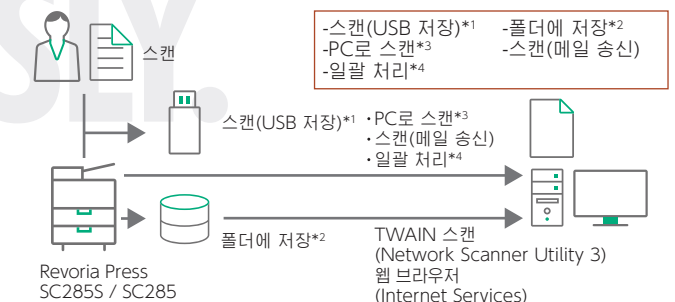 스캔
-스캔(USB 저장)*1 -폴더에 저장*2
-PC로 스캔*3 -스캔(메일 송신)
-일괄 처리*4
스캔(USB 저장)*1
·PC로 스캔*3
·스캔(메일 송신)
·일괄 처리*4
폴더에 저장*2
TWAIN 스캔
(Network Scanner Utility 3)
웹 브라우저
(Internet Services)
Revoria Press
SC285S / SC285